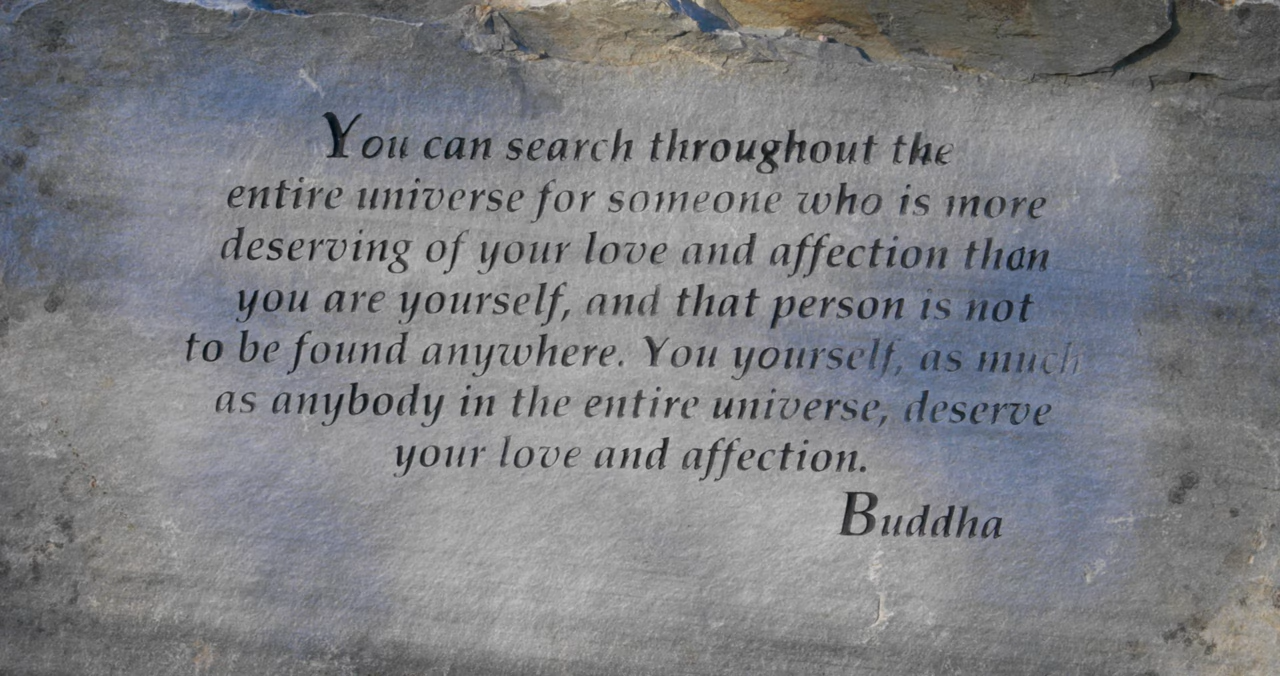 You can search throughout the
entire universe for someone who is more
deserving of your love and affection than
you are yourself, and that person is not
to be found anywhere. You yourself, as much
as anybody in the entire universe, deserve
your love and affection.
Buddha